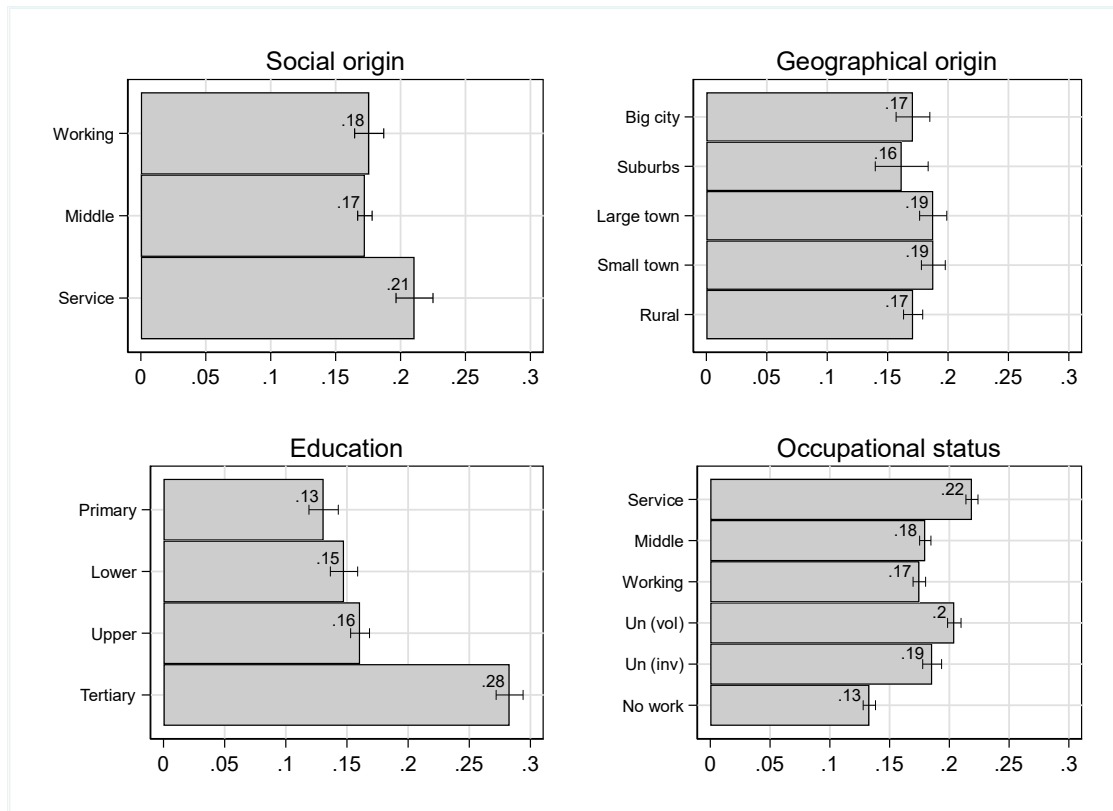 Social origin
Working
.18
Middle
.17
Service
.21
0 .05 .1 .15 .2 .25 .3
Geographical origin
Big city
.17
Suburbs
.16
Large town
.19
Small town
.19
Rural
.17
0 .05 .1 .15 .2 .25 .3
Education
Primary
.13
Lower
.15
Upper
.16
Tertiary
.28
0 .05 .1 .15 .2 .25 .3
Occupational status
Service
.22
Middle
.18
Working
.17
Un (vol)
.2
Un (inv)
.19
No work
.13
0 .05 .1 .15 .2 .25 .3